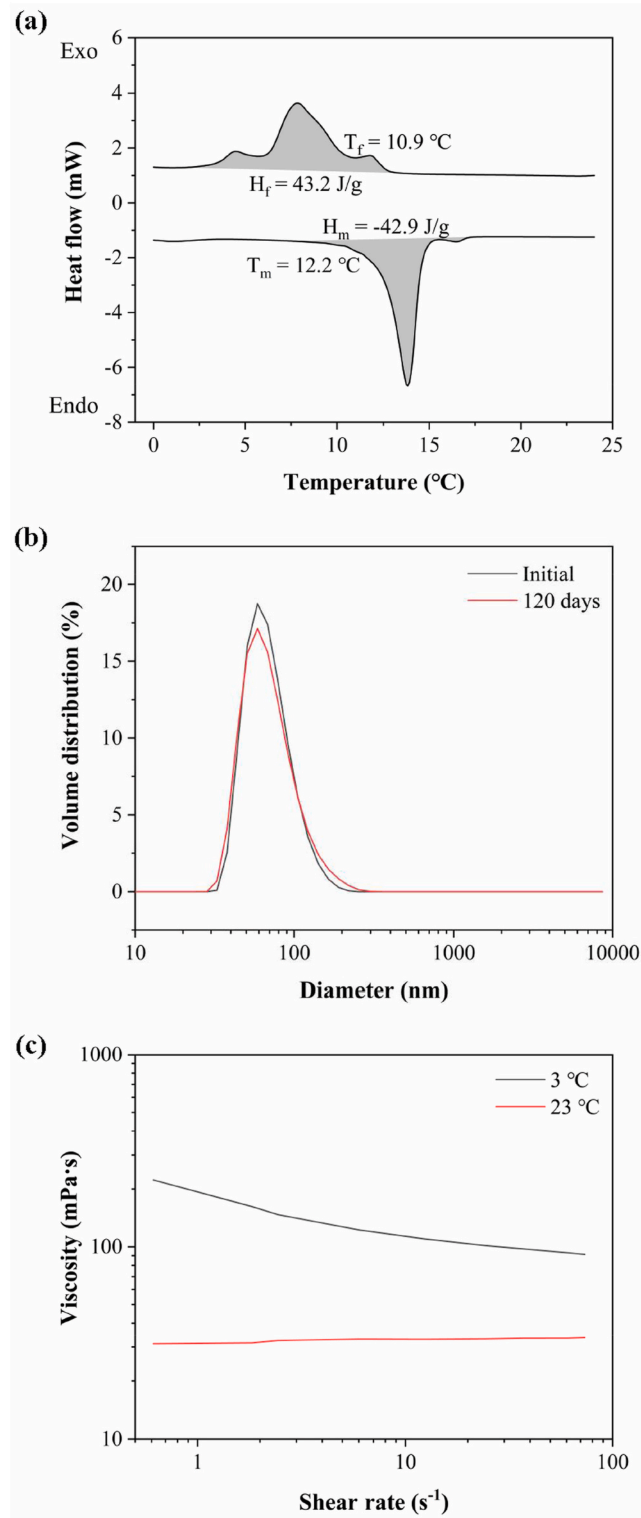 (a)
Exo
6
4
2
0
-2
-4
-6
-8
Endo
Heat flow (mW)
T_f = 10.9 ℃
H_f = 43.2 J/g
H_m = -42.9 J/g
T_m = 12.2 ℃
0 5 10 15 20 25
Temperature (℃)
(b)
20
15
10
5
0
Volume distribution (%)
Initial
120 days
10 100 1000 10000
Diameter (nm)
(c)
1000
100
10
Viscosity (mPa·s)
3 ℃
23 ℃
1 10 100
Shear rate (s⁻¹)